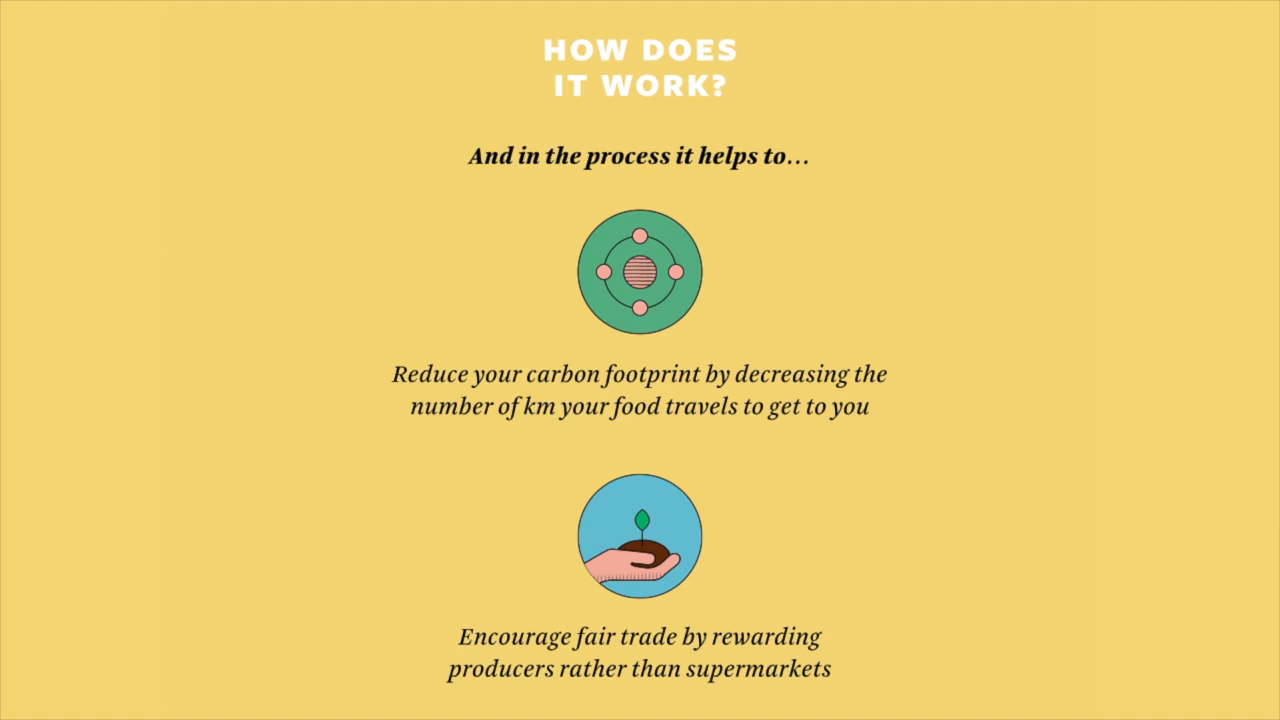 HOW DOES
IT WORK?
And in the process it helps to...
Reduce your carbon footprint by decreasing the
number of km your food travels to get to you
Encourage fair trade by rewarding
producers rather than supermarkets